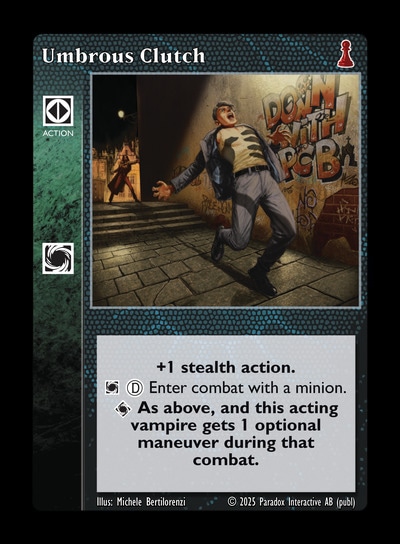 Umbrous Clutch
ACTION
DOWN
WITH
PCB
+1 stealth action.
D Enter combat with a minion.
As above, and this acting
vampire gets 1 optional
maneuver during that
combat.
Illus: Michele Bertilorenzi © 2025 Paradox Interactive AB (publ)